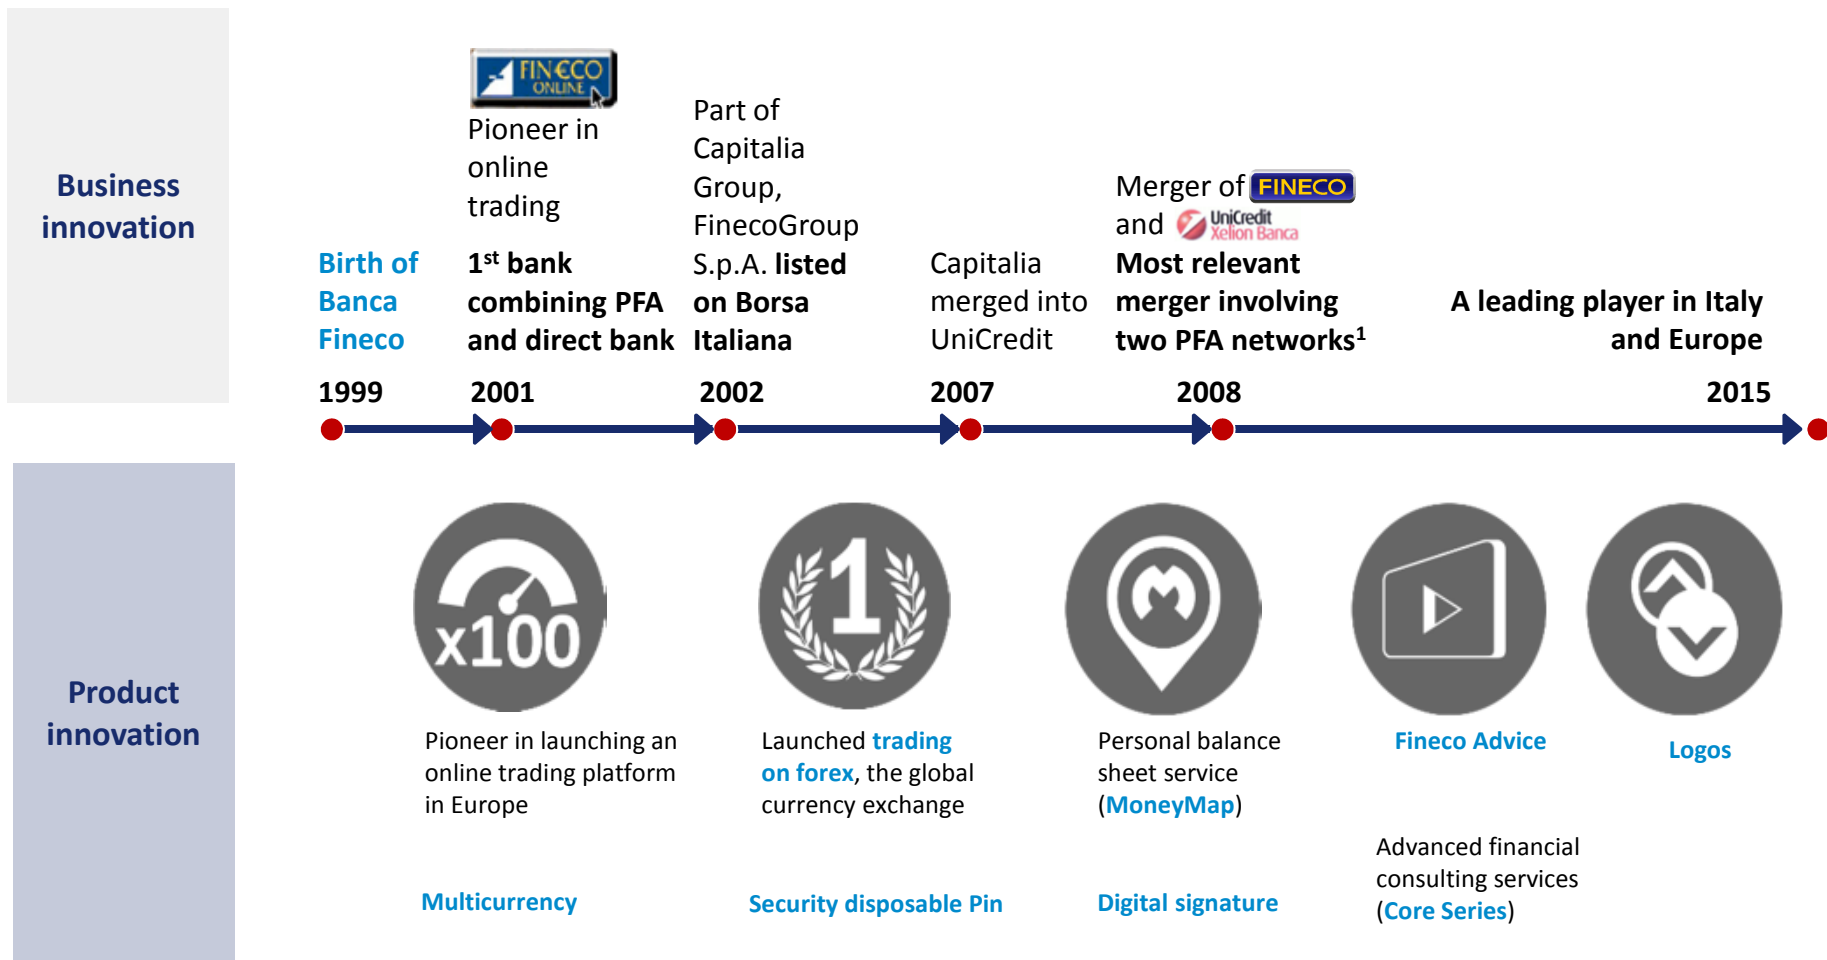 Business
innovation
FIN€CO
ONLINE
Pioneer in
online
trading
1st bank
combining PFA
and direct bank
Part of
Capitalia
Group,
FinecoGroup
S.p.A. listed
on Borsa
Italiana
Merger of FINECO
and UniCredit
Xelion Banca
Most relevant
merger involving
two PFA networks1
Birth of
Banca
Fineco
Capitalia
merged into
UniCredit
A leading player in Italy
and Europe
1999
2001
2002
2007
2008
2015
Product
innovation
x100
1
M
Pioneer in launching an
online trading platform
in Europe
Launched trading
on forex, the global
currency exchange
Personal balance
sheet service
(MoneyMap)
Fineco Advice
Logos
Multicurrency
Security disposable Pin
Digital signature
Advanced financial
consulting services
(Core Series)